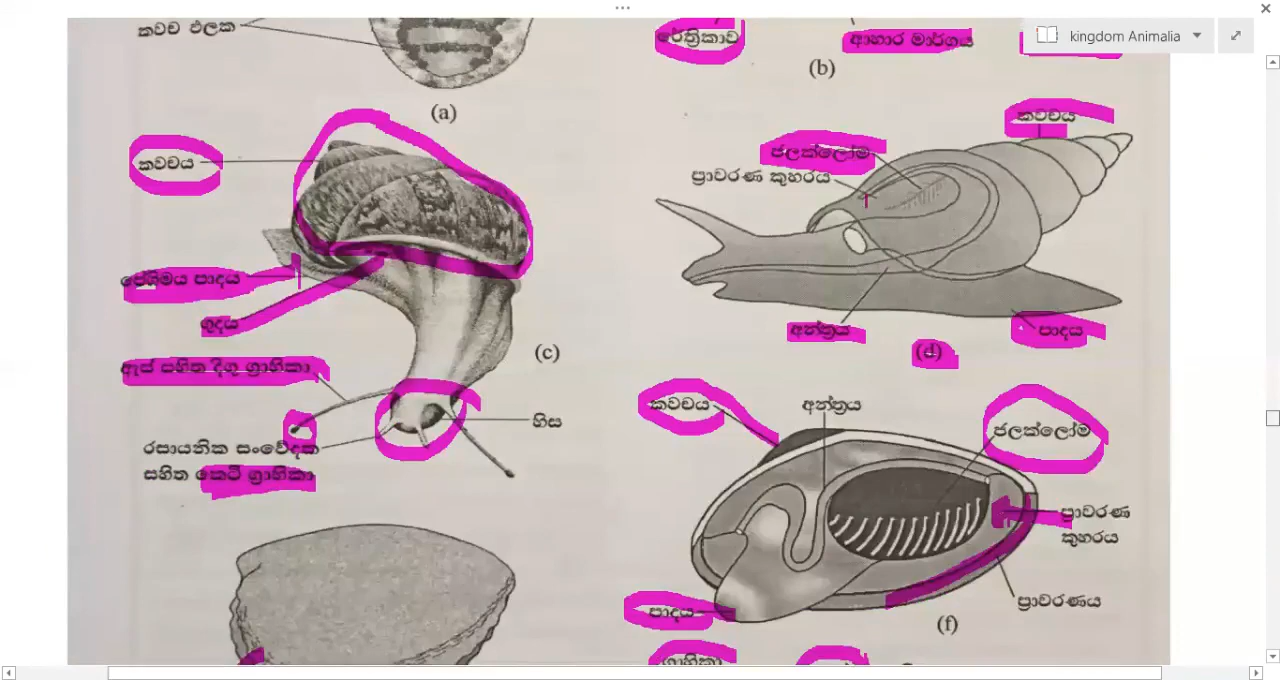 kingdom Animalia
කවච ඵලක
(a)
රේත්‍රිකාව
ආහාර මාර්ගය
(b)
කවචය
පේශිමය පාදය
ගුදය
ඇස් සහිත දිගු ග්‍රාහිකා
රසායනික සංවේදක
සහිත කෙටි ග්‍රාහිකා
හිස
(c)
කවචය
ජලක්ලෝම
ප්‍රාවරණ කුහරය
අන්ත්‍රය
පාදය
(d)
කවචය
අන්ත්‍රය
ජලක්ලෝම
ප්‍රාවරණ
කුහරය
ප්‍රාවරණය
පාදය
(f)
ග්‍රාහිකා